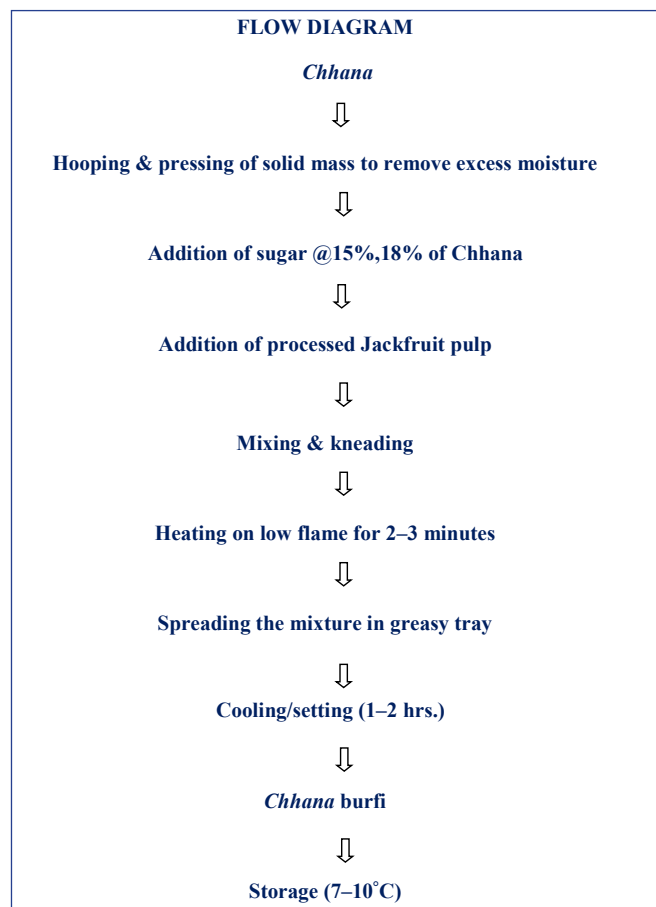 FLOW DIAGRAM
Chhana
Hooping & pressing of solid mass to remove excess moisture
Addition of sugar @15%,18% of Chhana
Addition of processed Jackfruit pulp
Mixing & kneading
Heating on low flame for 2–3 minutes
Spreading the mixture in greasy tray
Cooling/setting (1–2 hrs.)
Chhana burfi
Storage (7–10°C)